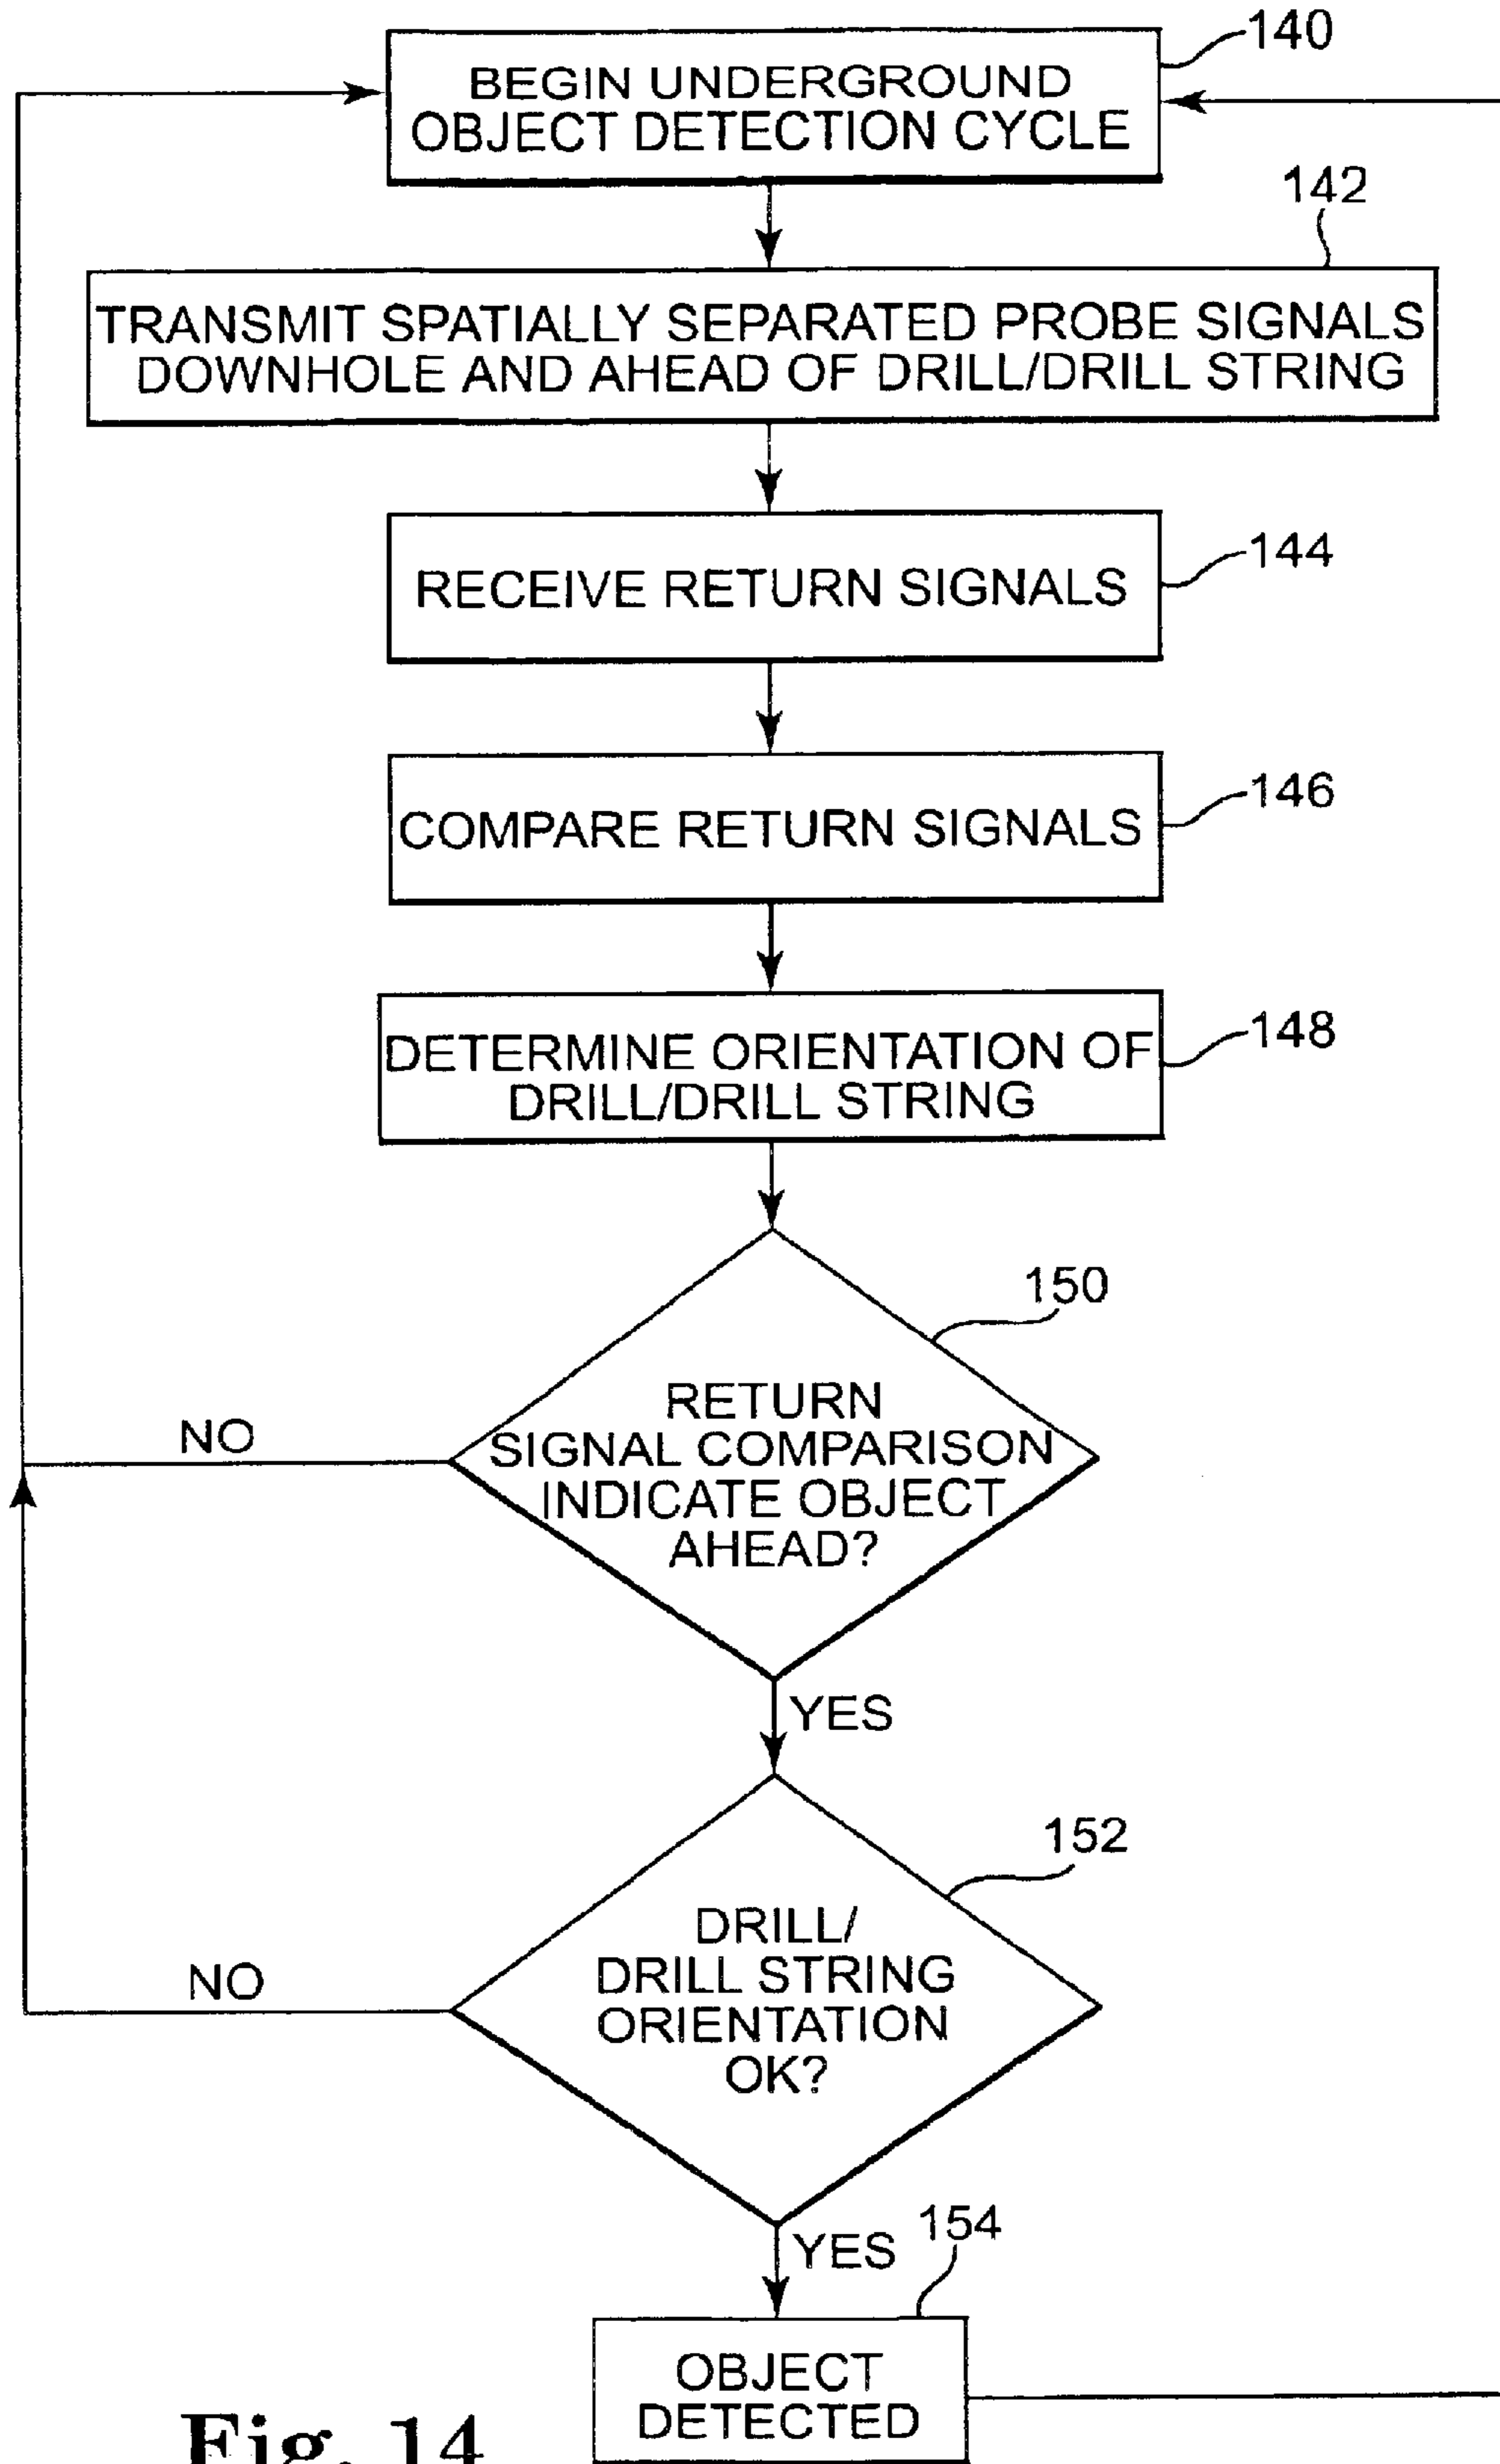 140
BEGIN UNDERGROUND
OBJECT DETECTION CYCLE
142
TRANSMIT SPATIALLY SEPARATED PROBE SIGNALS
DOWNHOLE AND AHEAD OF DRILL/DRILL STRING
144
RECEIVE RETURN SIGNALS
146
COMPARE RETURN SIGNALS
148
DETERMINE ORIENTATION OF
DRILL/DRILL STRING
150
RETURN
SIGNAL COMPARISON
INDICATE OBJECT
AHEAD?
NO
YES
152
DRILL/
DRILL STRING
ORIENTATION
OK?
NO
YES
154
OBJECT
DETECTED
Fig. 14